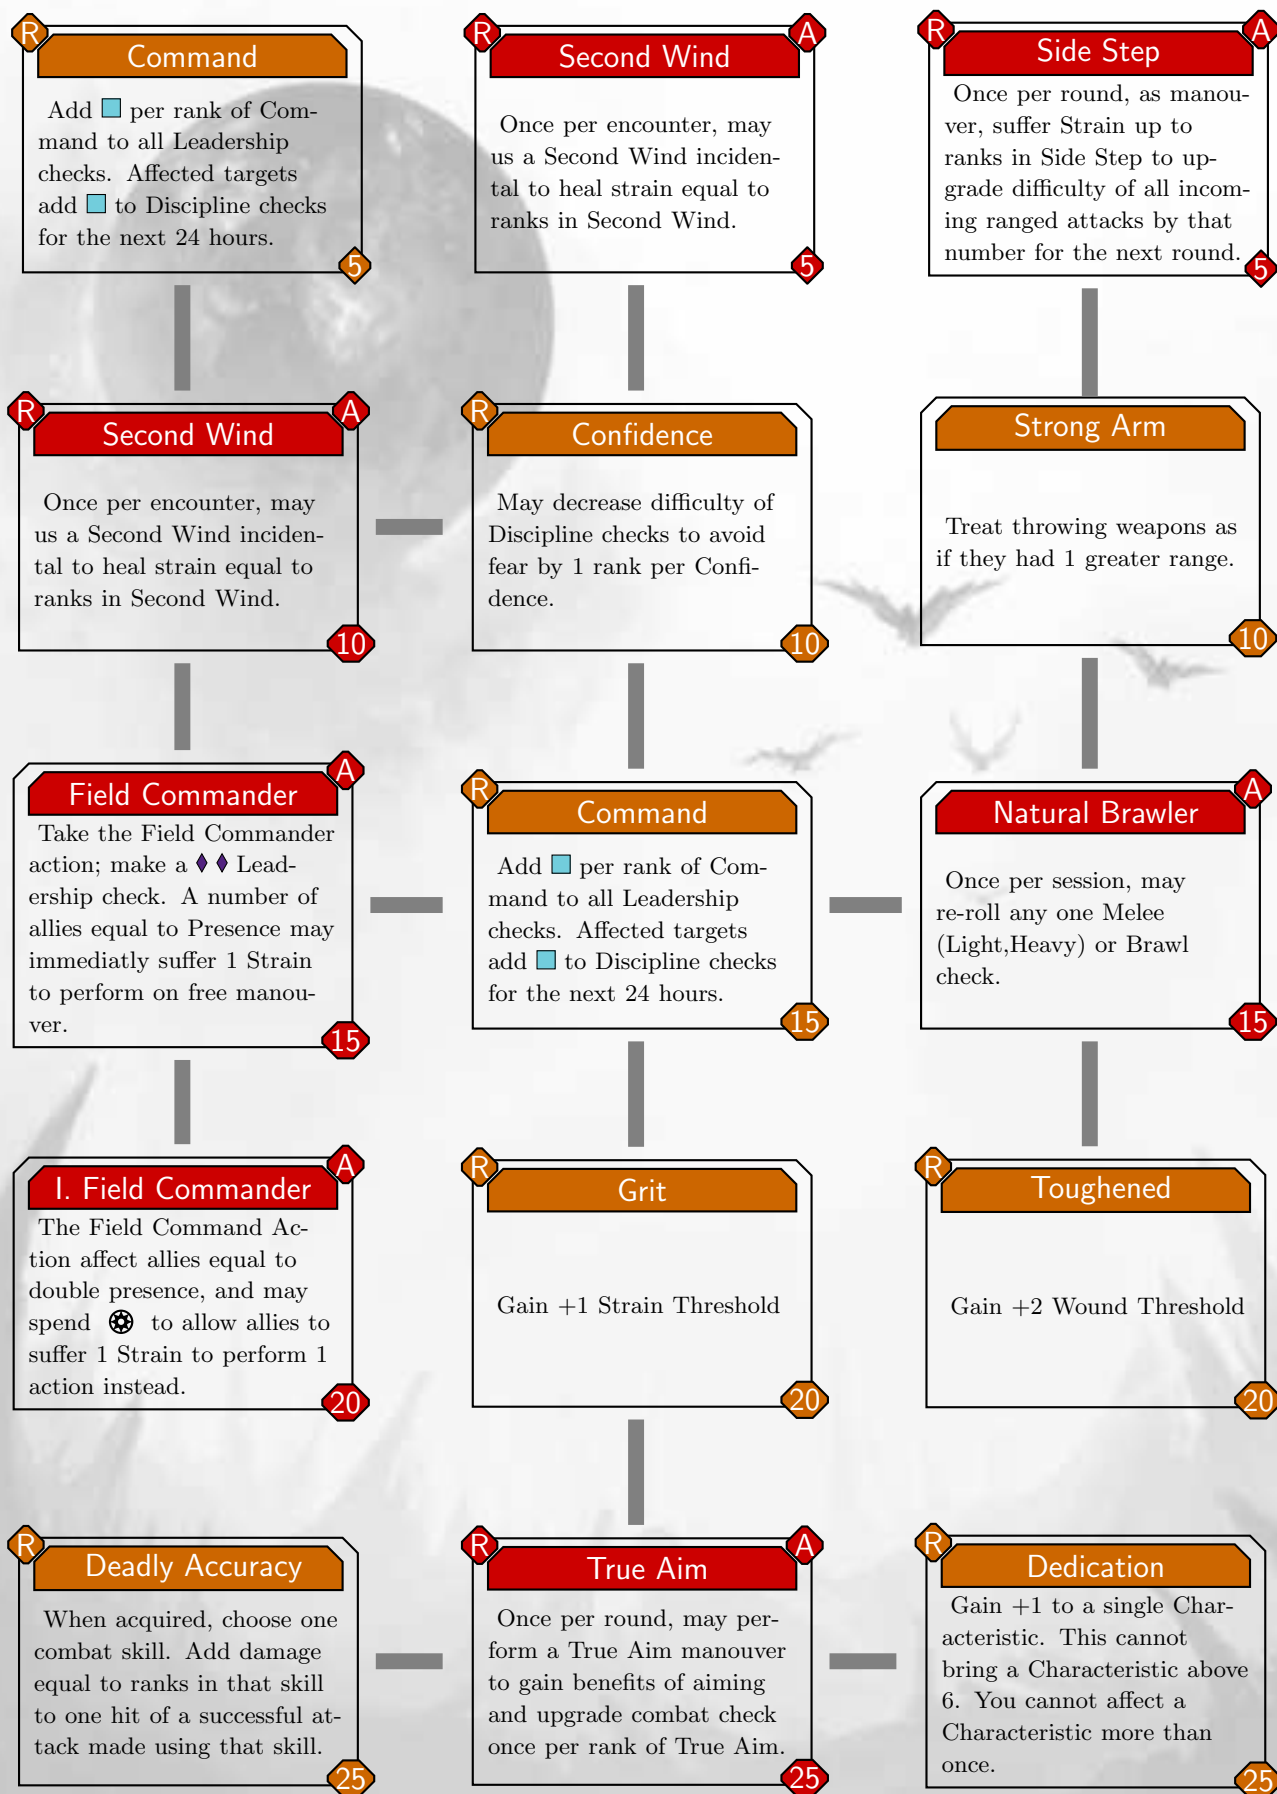 R
Command
Add per rank of Com-
mand to all Leadership
checks. Affected targets
add to Discipline checks
for the next 24 hours.
5
R
A
Second Wind
Once per encounter, may
us a Second Wind inciden-
tal to heal strain equal to
ranks in Second Wind.
5
R
A
Side Step
Once per round, as manou-
ver, suffer Strain up to
ranks in Side Step to up-
grade difficulty of all incom-
ing ranged attacks by that
number for the next round.
5
R
A
Second Wind
Once per encounter, may
us a Second Wind inciden-
tal to heal strain equal to
ranks in Second Wind.
10
R
Confidence
May decrease difficulty of
Discipline checks to avoid
fear by 1 rank per Confi-
dence.
10
Strong Arm
Treat throwing weapons as
if they had 1 greater range.
10
A
Field Commander
Take the Field Commander
action; make a ♦ ♦ Lead-
ership check. A number of
allies equal to Presence may
immediatly suffer 1 Strain
to perform on free manou-
ver.
15
R
Command
Add per rank of Com-
mand to all Leadership
checks. Affected targets
add to Discipline checks
for the next 24 hours.
15
A
Natural Brawler
Once per session, may
re-roll any one Melee
(Light,Heavy) or Brawl
check.
15
A
I. Field Commander
The Field Command Ac-
tion affect allies equal to
double presence, and may
spend to allow allies to
suffer 1 Strain to perform 1
action instead.
20
R
Grit
Gain +1 Strain Threshold
20
R
Toughened
Gain +2 Wound Threshold
20
R
Deadly Accuracy
When acquired, choose one
combat skill. Add damage
equal to ranks in that skill
to one hit of a successful at-
tack made using that skill.
25
R
A
True Aim
Once per round, may per-
form a True Aim manouver
to gain benefits of aiming
and upgrade combat check
once per rank of True Aim.
25
R
Dedication
Gain +1 to a single Char-
acteristic. This cannot
bring a Characteristic above
6. You cannot affect a
Characteristic more than
once.
25